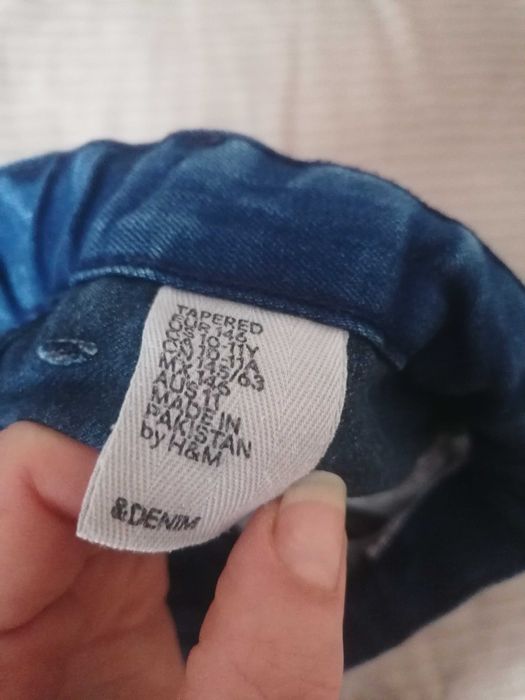 TAPERED
EUR 146
US 10-11Y
CA 10-11A
CN 145/63
MX 146
AUS 11
MADE IN
PAKISTAN
by H&M
&DENIM